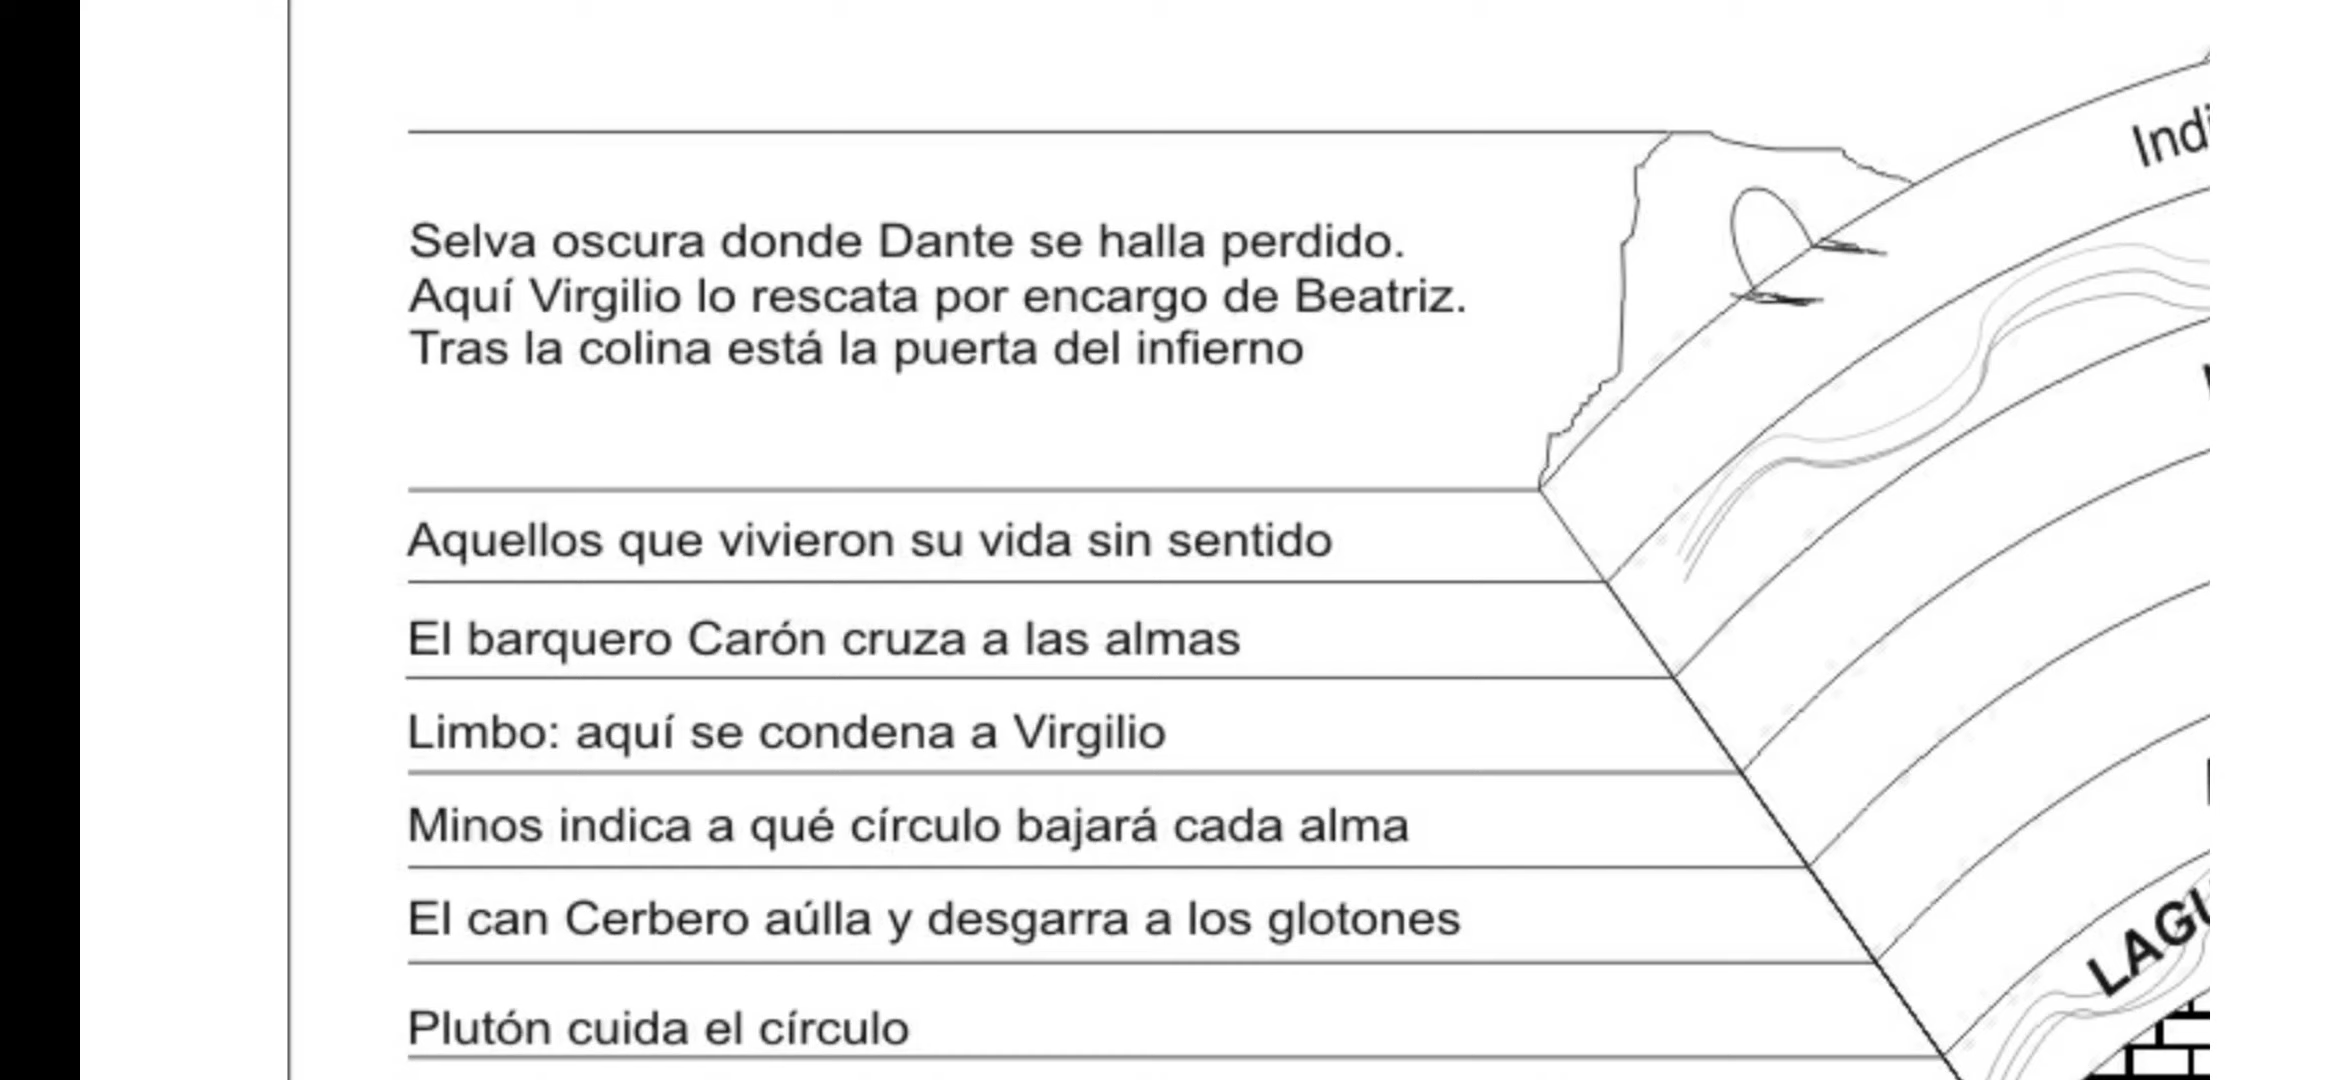 Indi
Selva oscura donde Dante se halla perdido.
Aquí Virgilio lo rescata por encargo de Beatriz.
Tras la colina está la puerta del infierno
Aquellos que vivieron su vida sin sentido
El barquero Carón cruza a las almas
Limbo: aquí se condena a Virgilio
Minos indica a qué círculo bajará cada alma
El can Cerbero aúlla y desgarra a los glotones
LAGU
Plutón cuida el círculo